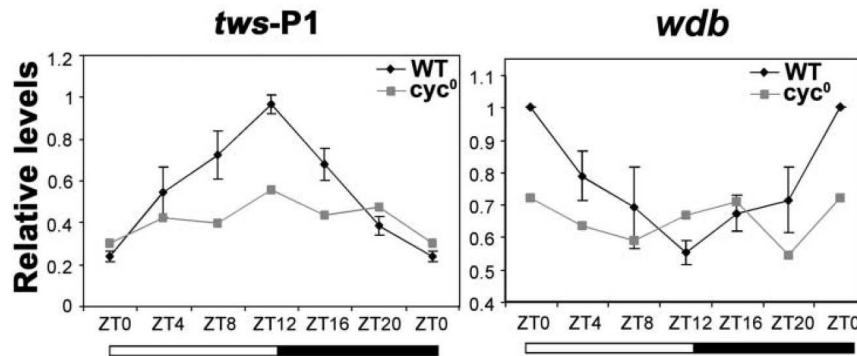 tws-P1
Relative levels
1.2
1
0.8
0.6
0.4
0.2
0
WT
cyc⁰
ZT0 ZT4 ZT8 ZT12 ZT16 ZT20 ZT0
wdb
1.1
1
0.9
0.8
0.7
0.6
0.5
0.4
WT
cyc⁰
ZT0 ZT4 ZT8 ZT12 ZT16 ZT20 ZT0